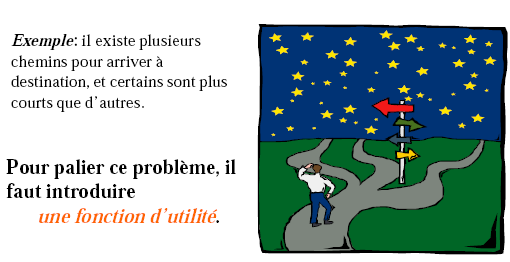 Exemple: il existe plusieurs
chemins pour arriver à
destination, et certains sont plus
courts que d'autres.
Pour palier ce problème, il
faut introduire
une fonction d'utilité.